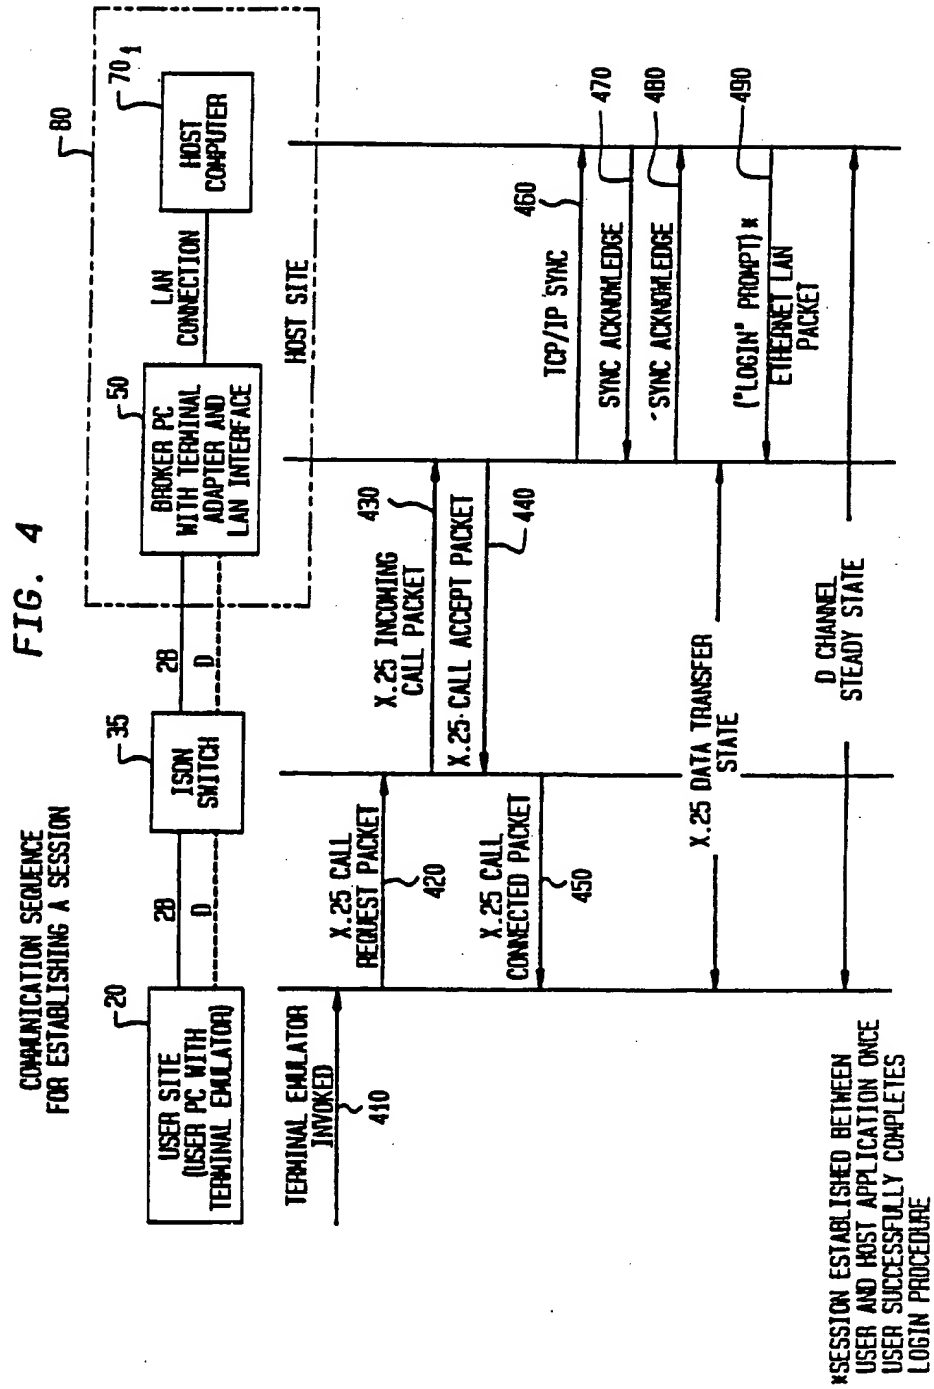 FIG. 4
COMMUNICATION SEQUENCE
FOR ESTABLISHING A SESSION
20
USER SITE
(USER PC WITH
TERMINAL EMULATOR)
2B
D
35
ISDN
SWITCH
2B
D
50
BROKER PC
WITH TERMINAL
ADAPTER AND
LAN INTERFACE
LAN
CONNECTION
70₁
HOST
COMPUTER
80
HOST SITE
TERMINAL EMULATOR
INVOKED
410
X.25 CALL
REQUEST PACKET
420
X.25 INCOMING
CALL PACKET
430
X.25 CALL ACCEPT PACKET
440
X.25 CALL
CONNECTED PACKET
450
TCP/IP SYNC
460
SYNC ACKNOWLEDGE
470
SYNC ACKNOWLEDGE
480
X.25 DATA TRANSFER
STATE
("LOGIN" PROMPT)*
ETHERNET LAN
PACKET
490
D CHANNEL
STEADY STATE
*SESSION ESTABLISHED BETWEEN
USER AND HOST APPLICATION ONCE
USER SUCCESSFULLY COMPLETES
LOGIN PROCEDURE